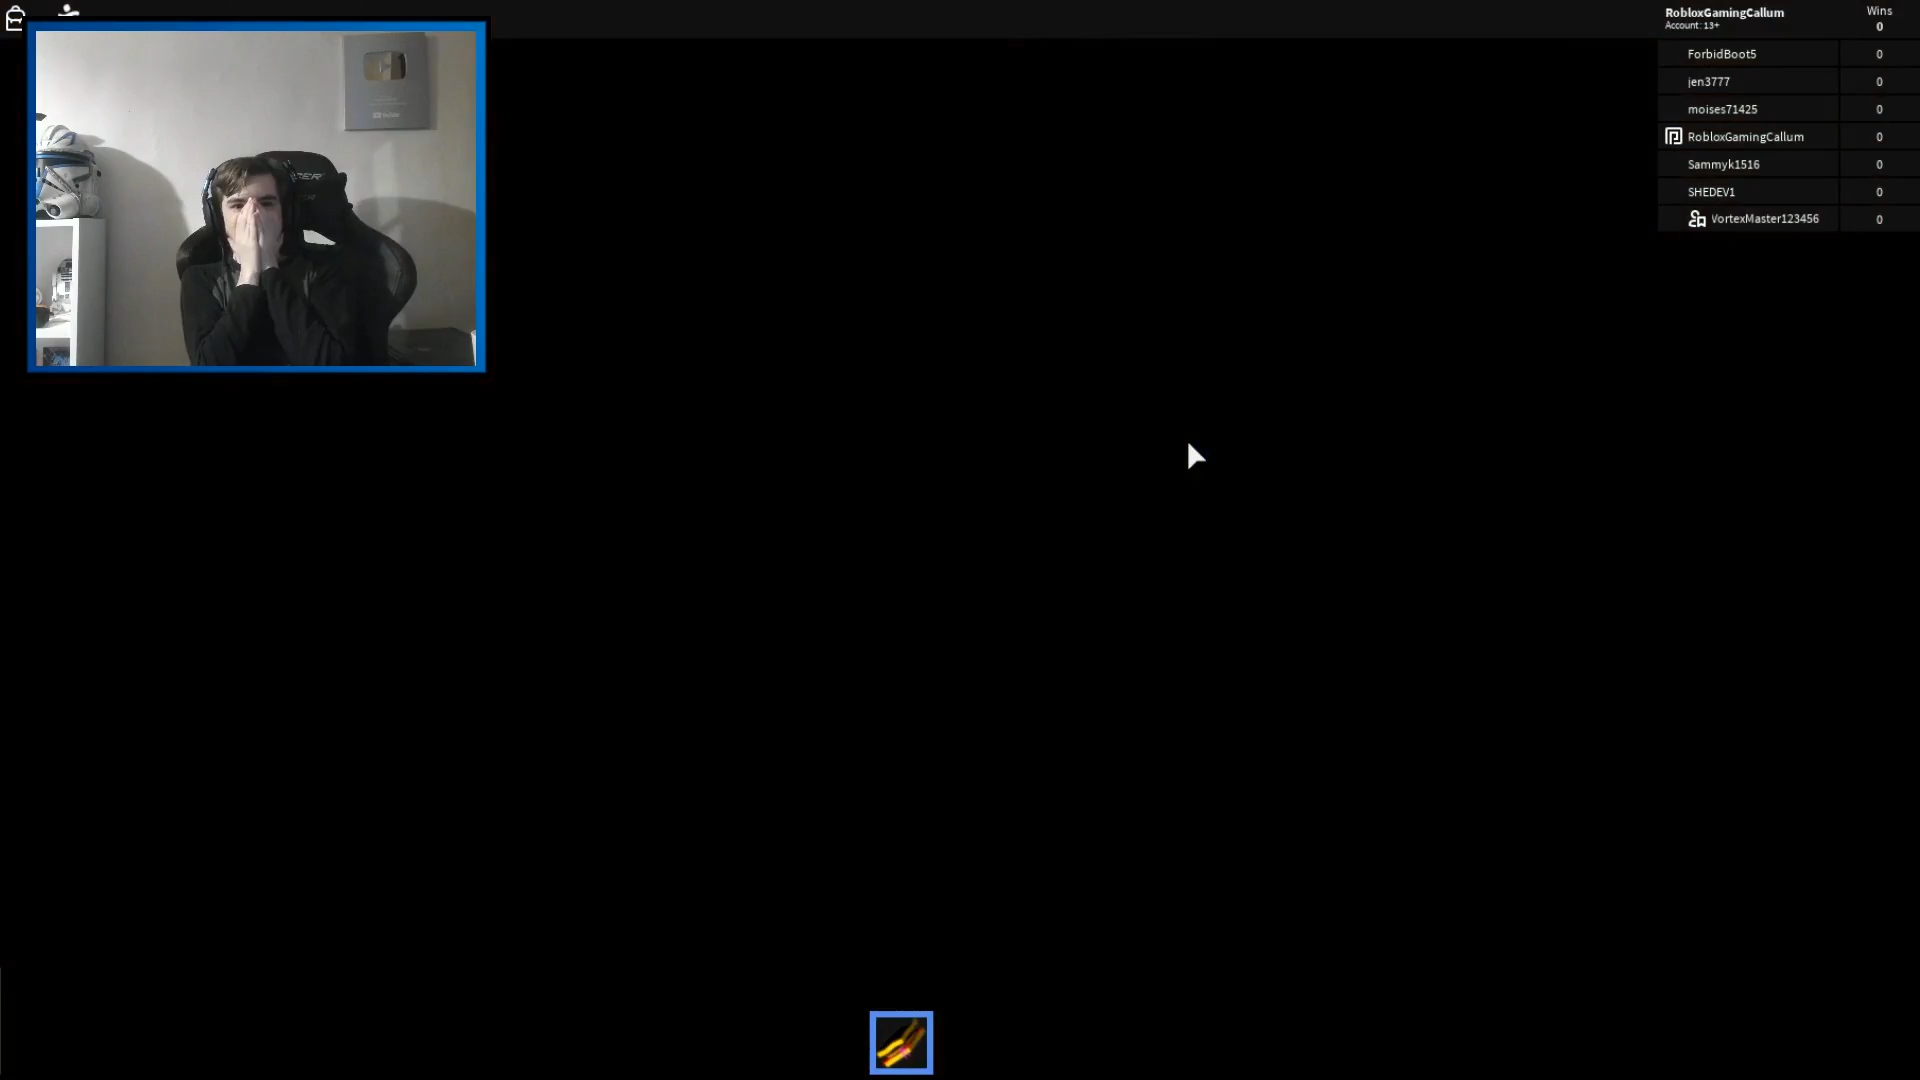 RobloxGamingCallum
Account: 13+
Wins
0
ForbidBoot5 0
jen3777 0
moises71425 0
RobloxGamingCallum 0
Sammyk1516 0
SHEDEV1 0
VortexMaster123456 0
YouTube